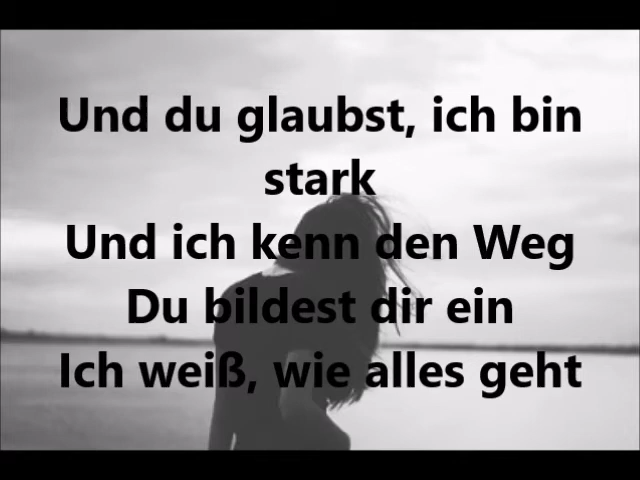 Und du glaubst, ich bin
stark
Und ich kenn den Weg
Du bildest dir ein
Ich weiß, wie alles geht